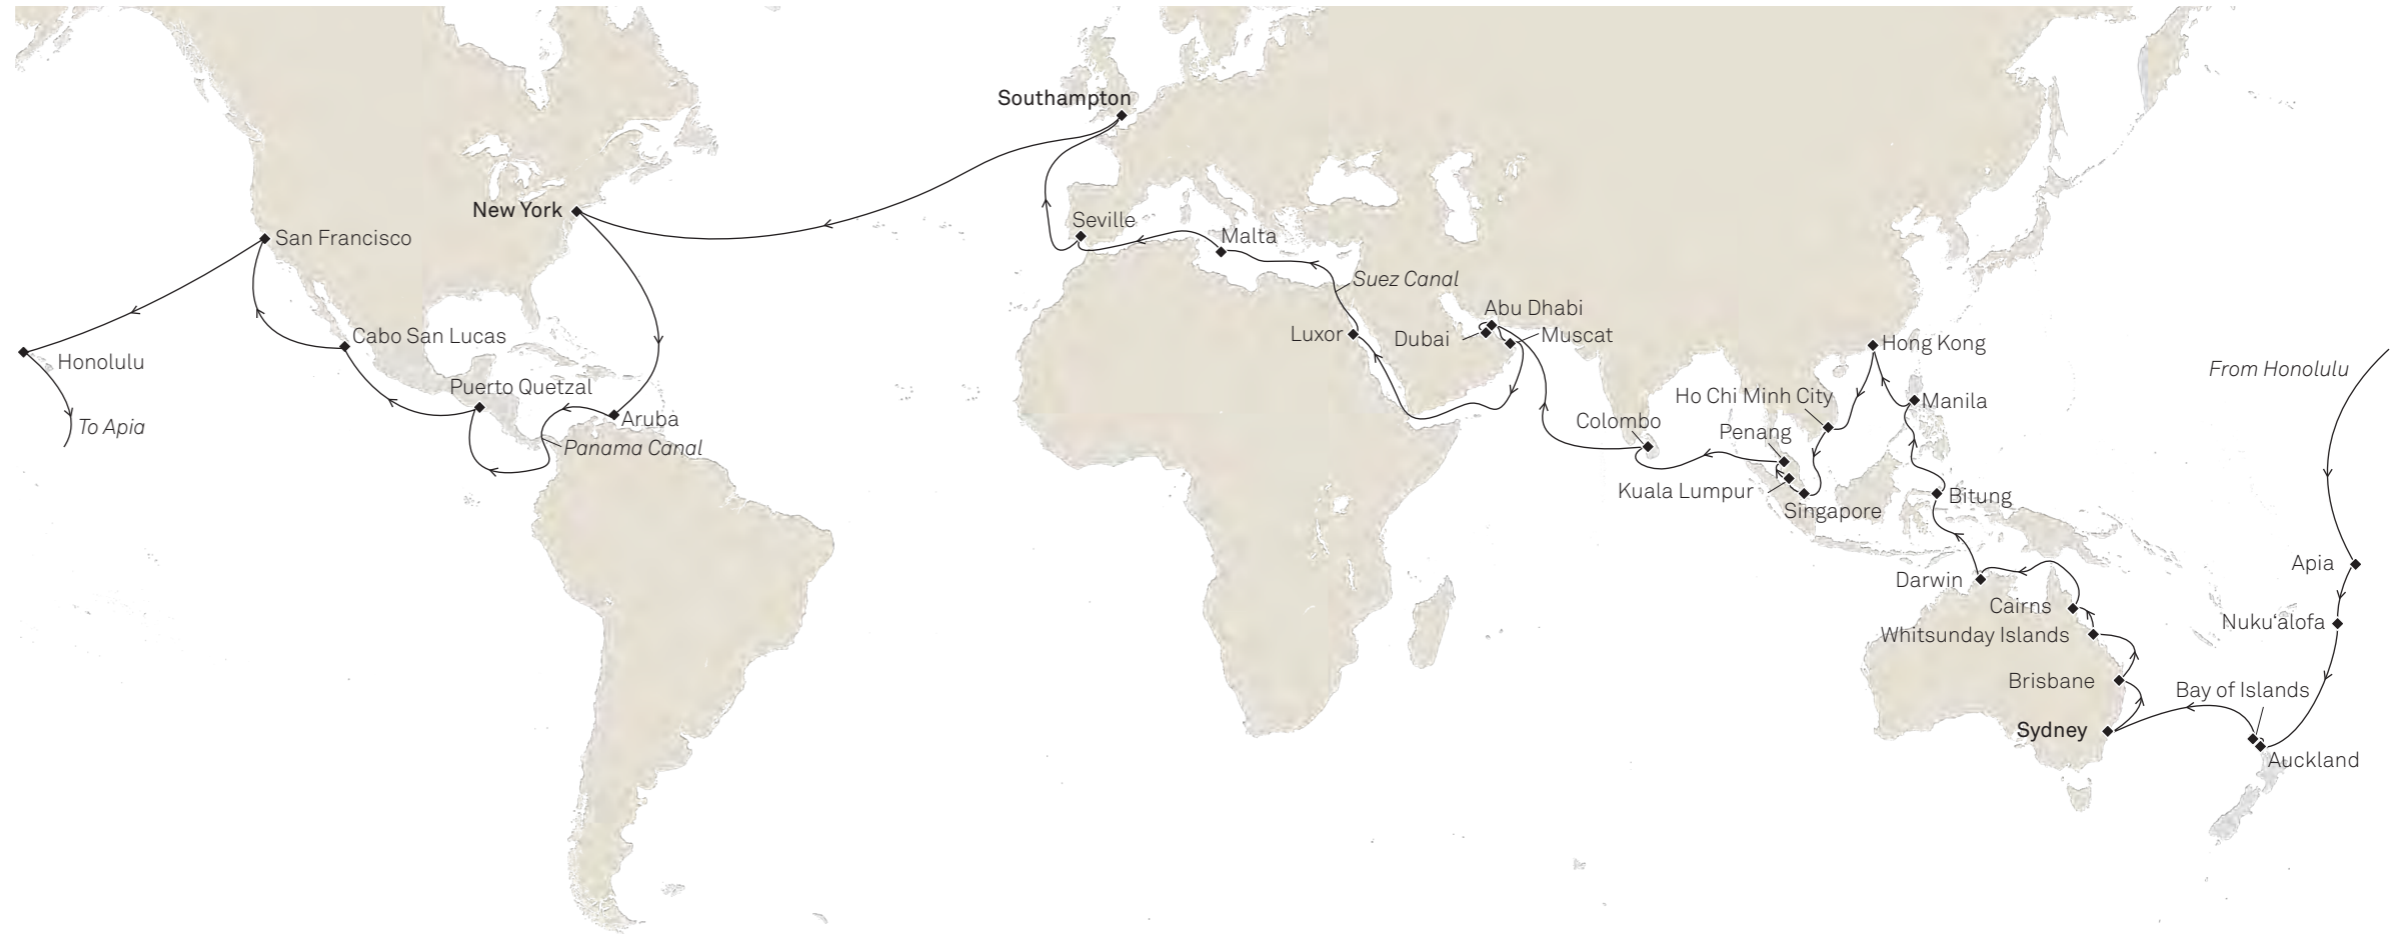 Southampton
New York
Seville
San Francisco
Malta
Suez Canal
Abu Dhabi
Luxor
Dubai
Muscat
Cabo San Lucas
Hong Kong
Honolulu
From Honolulu
Puerto Quetzal
Ho Chi Minh City
Manila
To Apia
Aruba
Colombo
Penang
Panama Canal
Kuala Lumpur
Bitung
Singapore
Apia
Darwin
Cairns
Nuku‘alofa
Whitsunday Islands
Brisbane
Bay of Islands
Sydney
Auckland